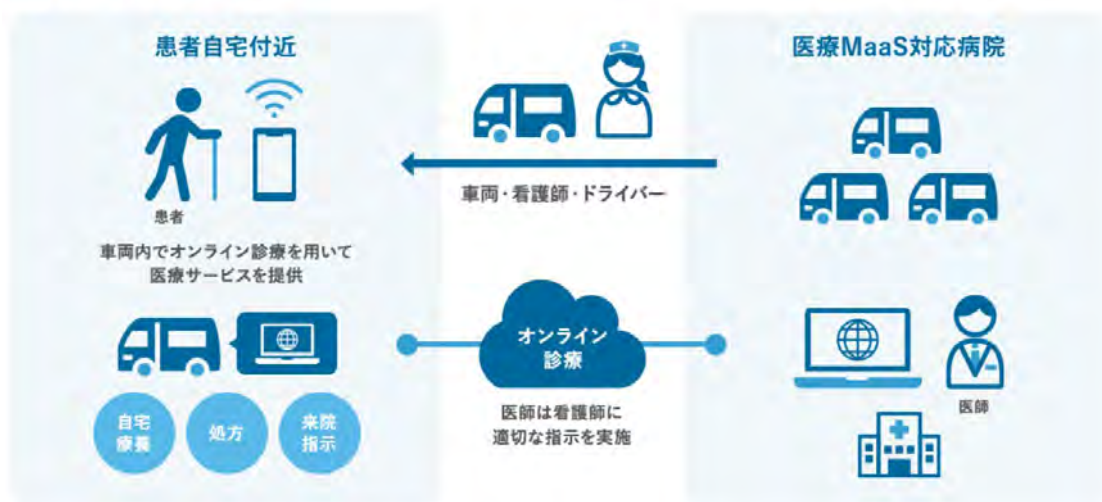 患者自宅付近
患者
車両内でオンライン診療を用いて
医療サービスを提供
自宅
療養
処方
来院
指示
車両・看護師・ドライバー
オンライン
診療
医師は看護師に
適切な指示を実施
医療MaaS対応病院
医師